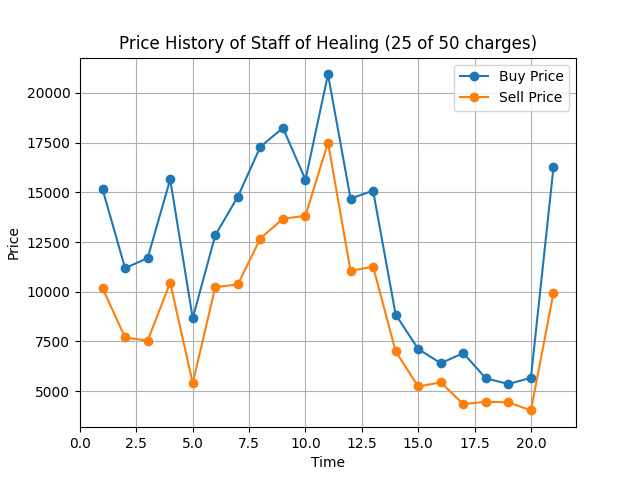 Price History of Staff of Healing (25 of 50 charges)
Buy Price
Sell Price
Price
20000
17500
15000
12500
10000
7500
5000
0.0 2.5 5.0 7.5 10.0 12.5 15.0 17.5 20.0
Time